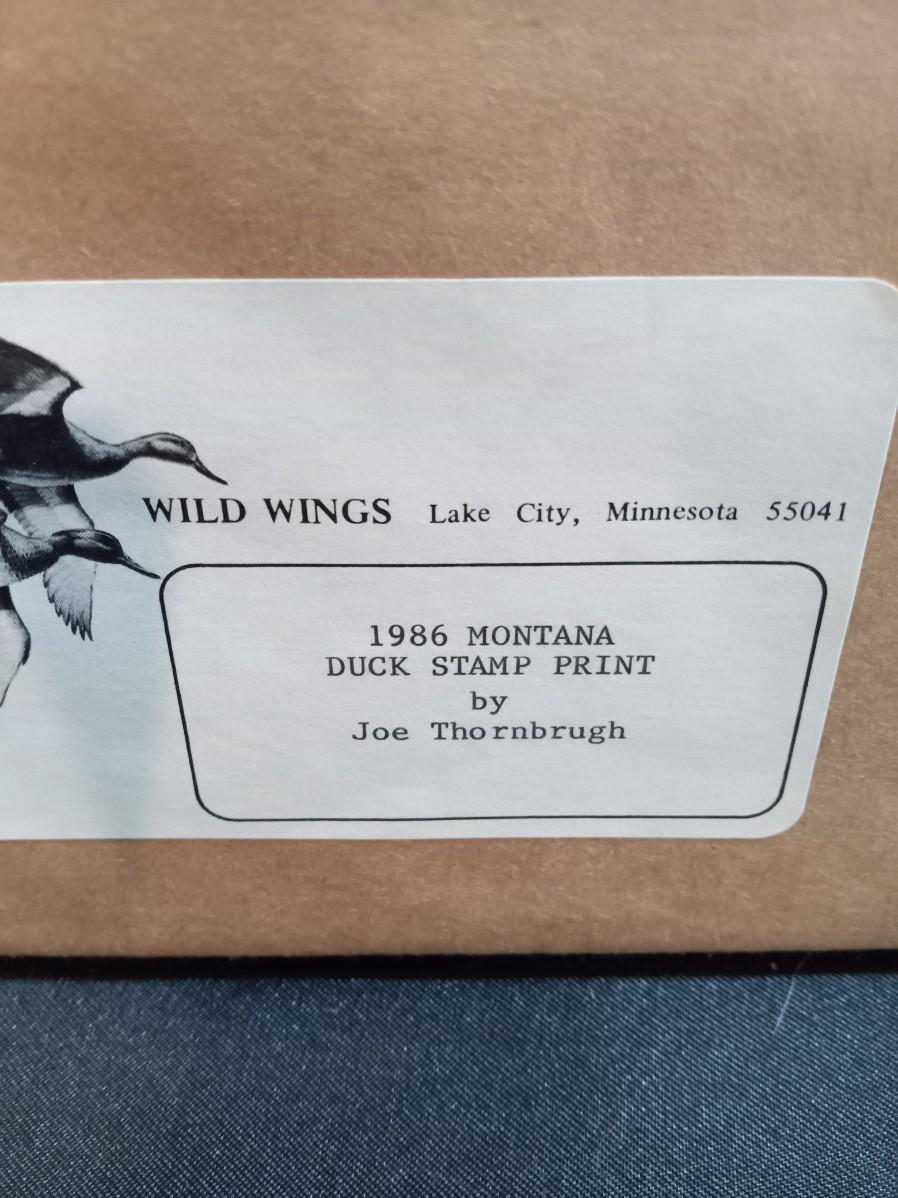 WILD WINGS Lake City, Minnesota 55041
1986 MONTANA
DUCK STAMP PRINT
by
Joe Thornbrugh